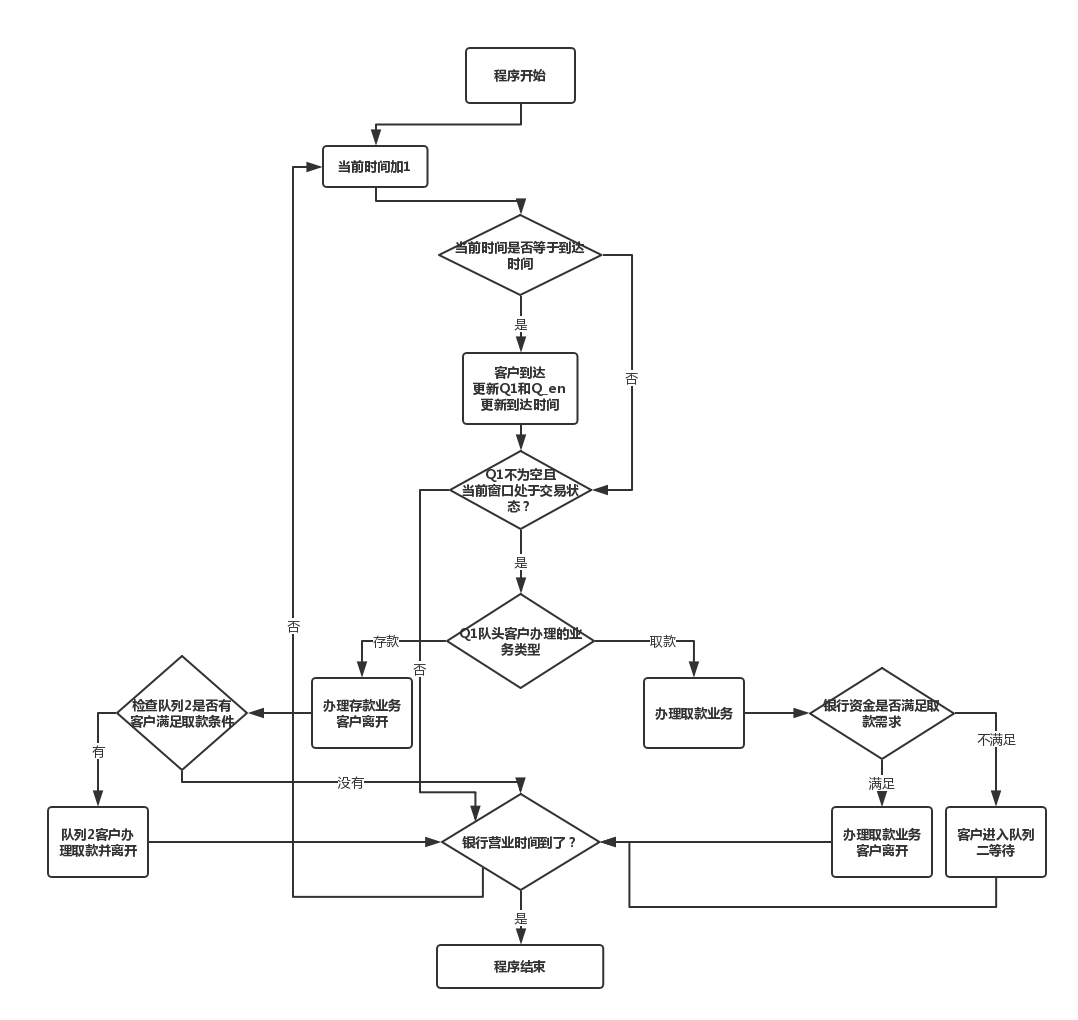 程序开始
当前时间加1
当前时间是否等于到达
时间
是
否
客户到达
更新Q1和Q_en
更新到达时间
Q1不为空且
当前窗口处于交易状
态？
是
否
Q1队头客户办理的业
务类型
存款
取款
否
检查队列2是否有
客户满足取款条件
办理存款业务
客户离开
办理取款业务
银行资金是否满足取
款需求
有
不满足
没有
满足
队列2客户办
理取款并离开
银行营业时间到了？
办理取款业务
客户离开
客户进入队列
二等待
是
程序结束